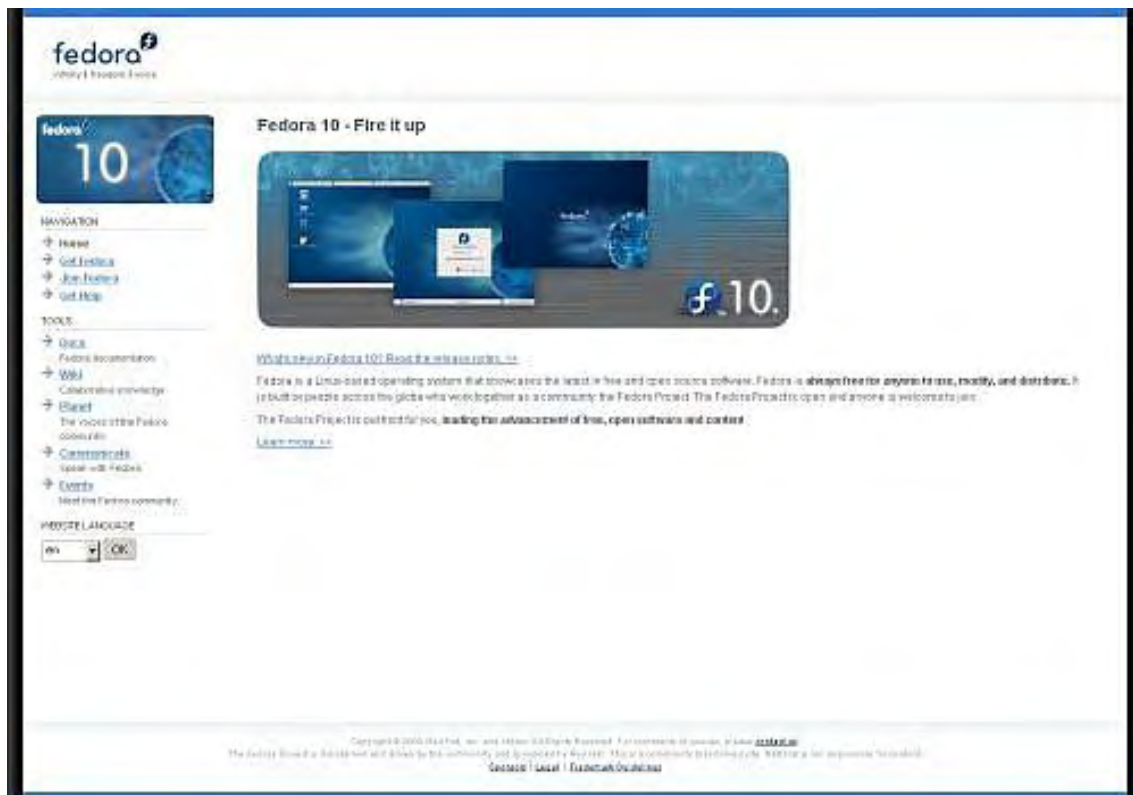 fedora
fedora
10
NAVIGATION
Home
Get Fedora
Join Fedora
Get Help
TOOLS
Docs
Fedora documentation
Wiki
Collaborative knowledge
Planet
The voices of the Fedora
community
Communicate
Speak with Fedora
Events
Meet the Fedora community
WEBSITE LANGUAGE
en OK
Fedora 10 - Fire it up
fedora
10.
What's new in Fedora 10? Read the release notes. >>
Fedora is a Linux-based operating system that showcases the latest in free and open source software. Fedora is always free for anyone to use, modify, and distribute. It
is built by people across the globe who work together as a community: the Fedora Project. The Fedora Project is open and anyone is welcome to join.
The Fedora Project is out front for you, leading the advancement of free, open software and content
Learn more. >>
contact us
Sponsors | Legal | Trademark Guidelines